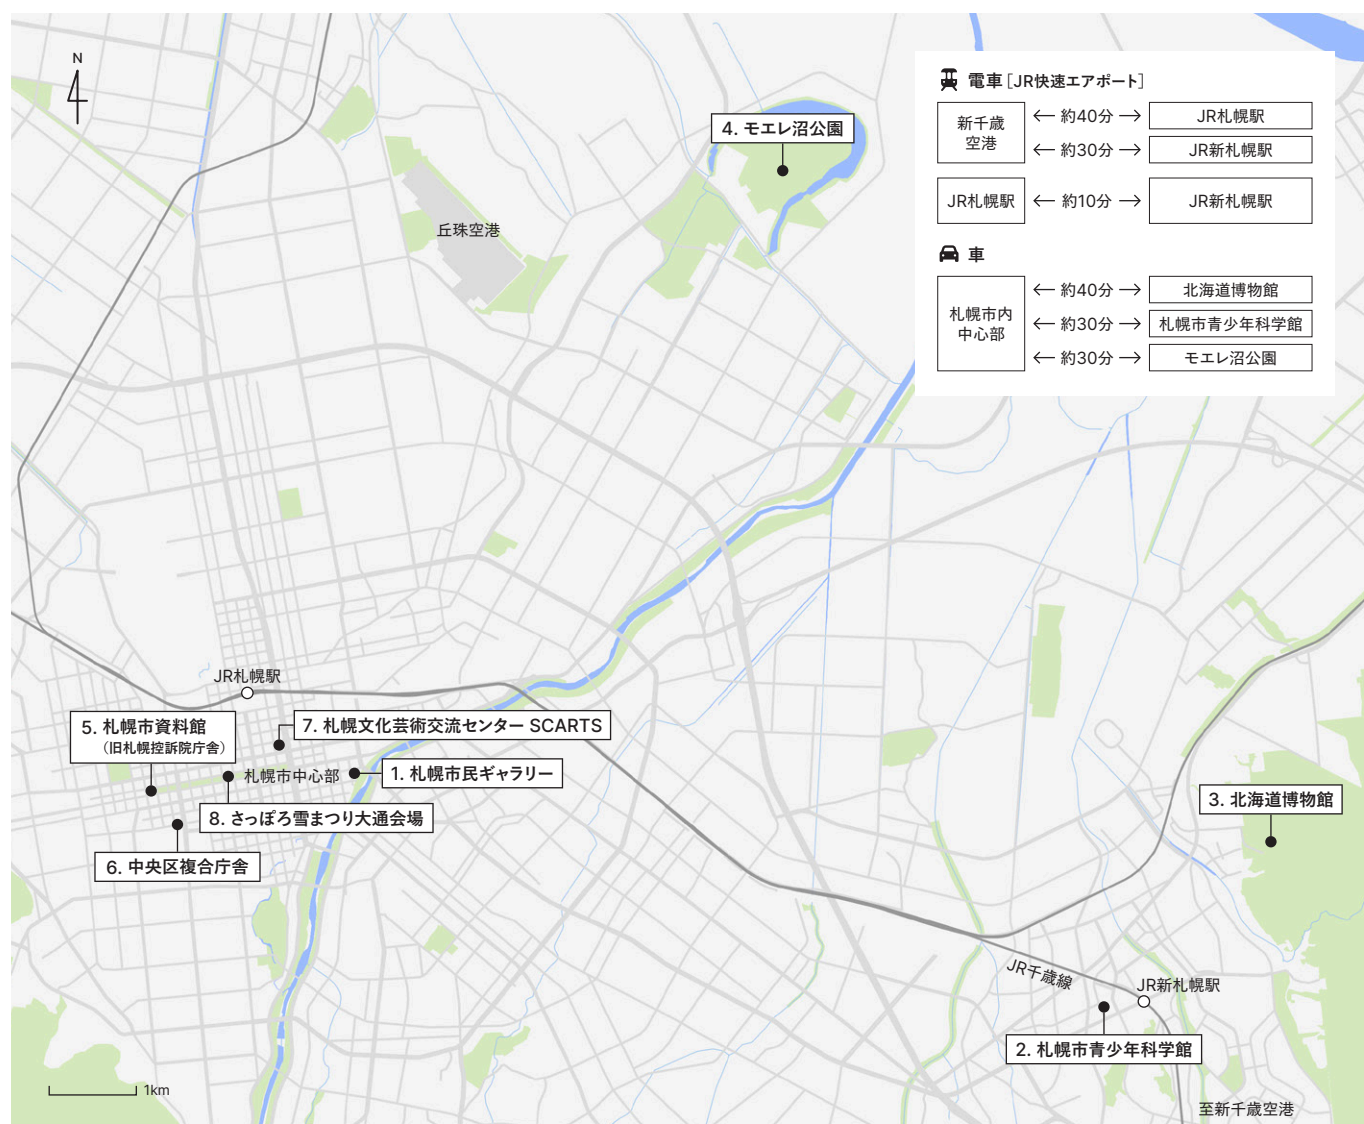 N
電車 [JR快速エアポート]
新千歳
空港
← 約40分 →
JR札幌駅
← 約30分 →
JR新札幌駅
JR札幌駅
← 約10分 →
JR新札幌駅
車
札幌市内
中心部
← 約40分 →
北海道博物館
← 約30分 →
札幌市青少年科学館
← 約30分 →
モエレ沼公園
4. モエレ沼公園
丘珠空港
JR札幌駅
5. 札幌市資料館
（旧札幌控訴院庁舎）
7. 札幌文化芸術交流センター SCARTS
札幌市中心部
1. 札幌市民ギャラリー
8. さっぽろ雪まつり大通会場
6. 中央区複合庁舎
3. 北海道博物館
JR千歳線
JR新札幌駅
2. 札幌市青少年科学館
1km
至新千歳空港